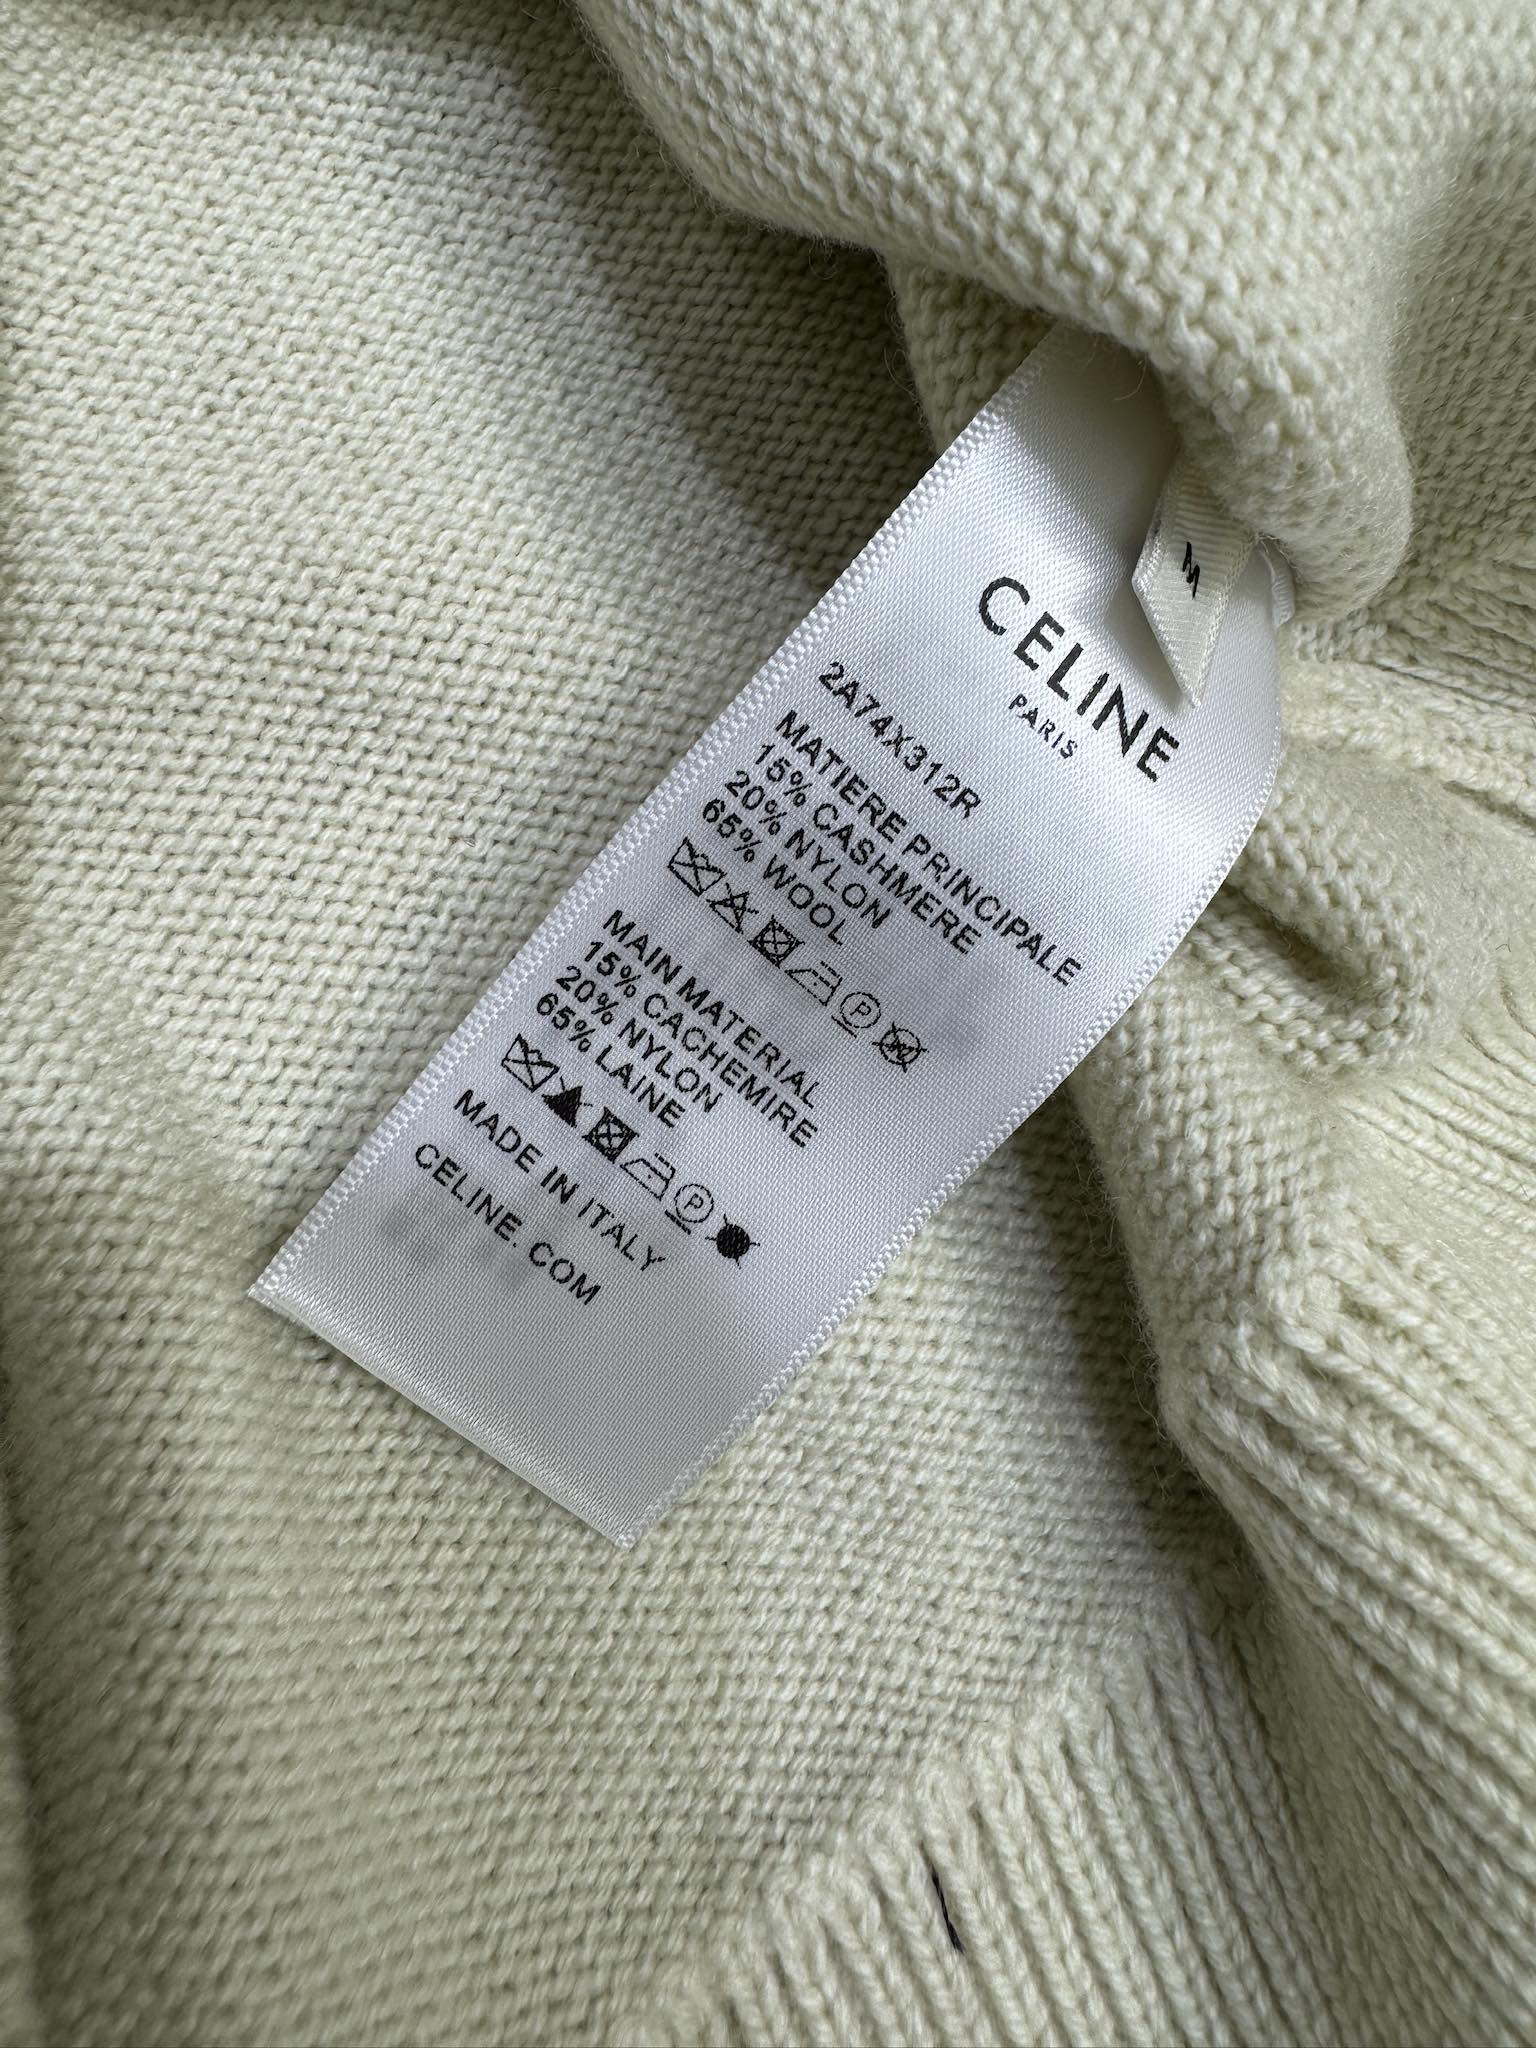 M
CELINE
PARIS
2A74X312R
MATIERE PRINCIPALE
15% CASHMERE
20% NYLON
65% WOOL
P W
MAIN MATERIAL
15% CACHEMIRE
20% NYLON
65% LAINE
P
MADE IN ITALY
CELINE. COM